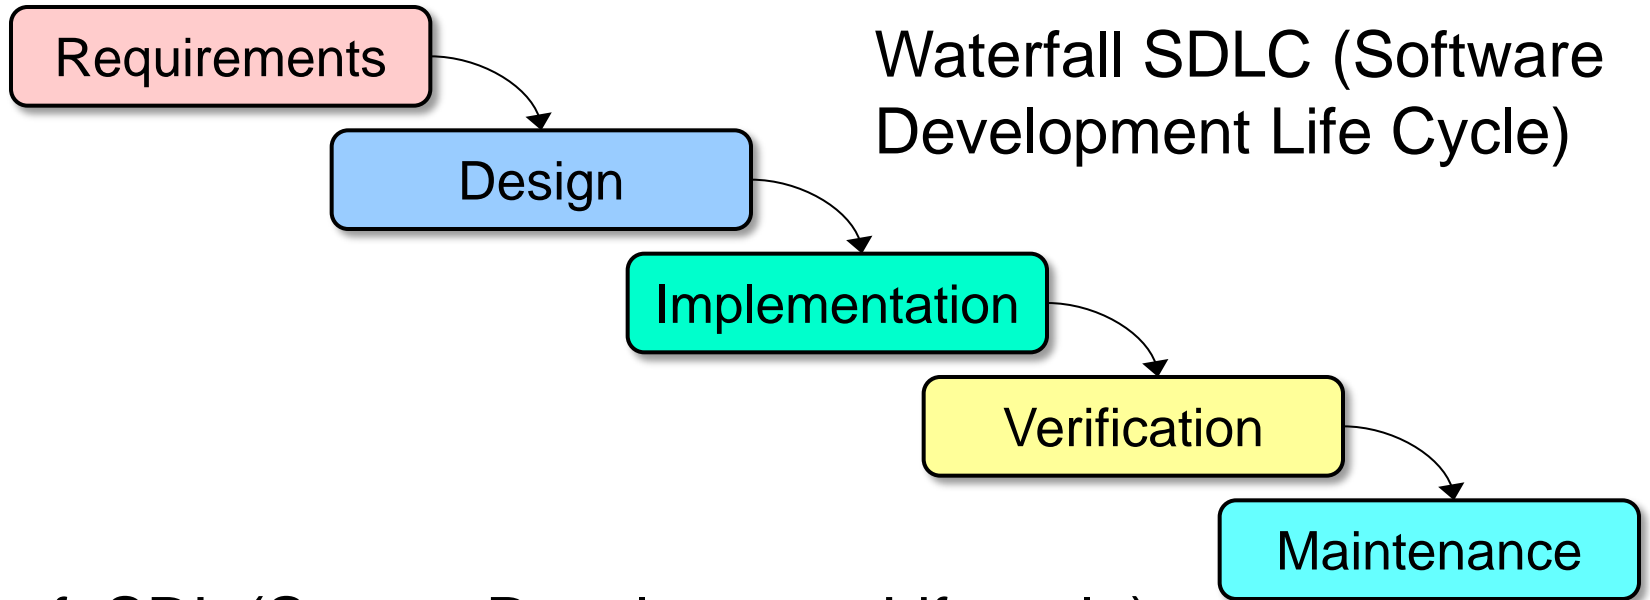 Requirements
Waterfall SDLC (Software
Development Life Cycle)
Design
Implementation
Verification
Maintenance